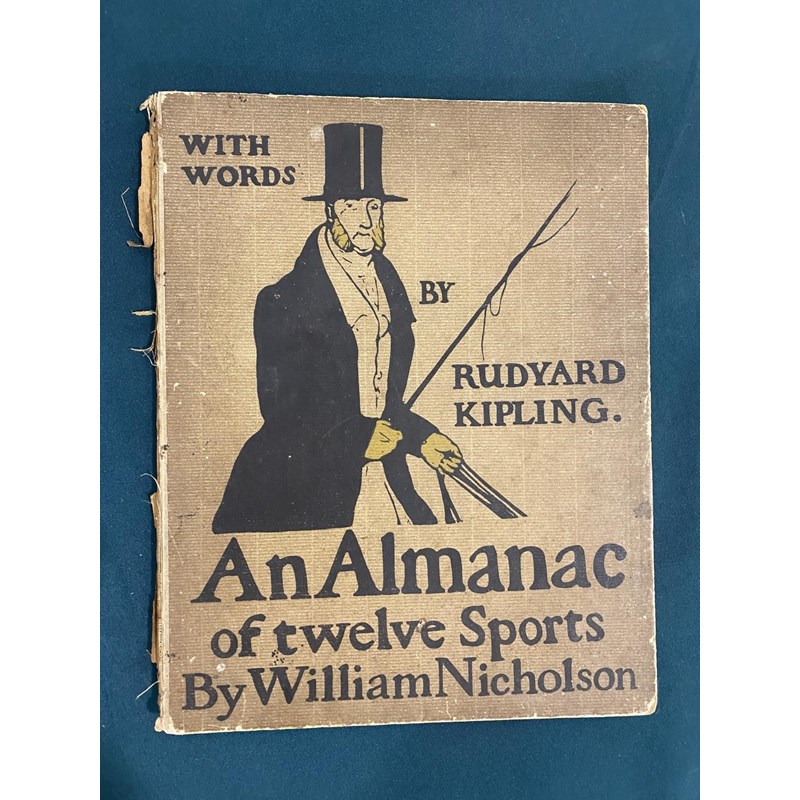 WITH
WORDS
BY
RUDYARD
KIPLING.
An Almanac
of twelve Sports
By William Nicholson